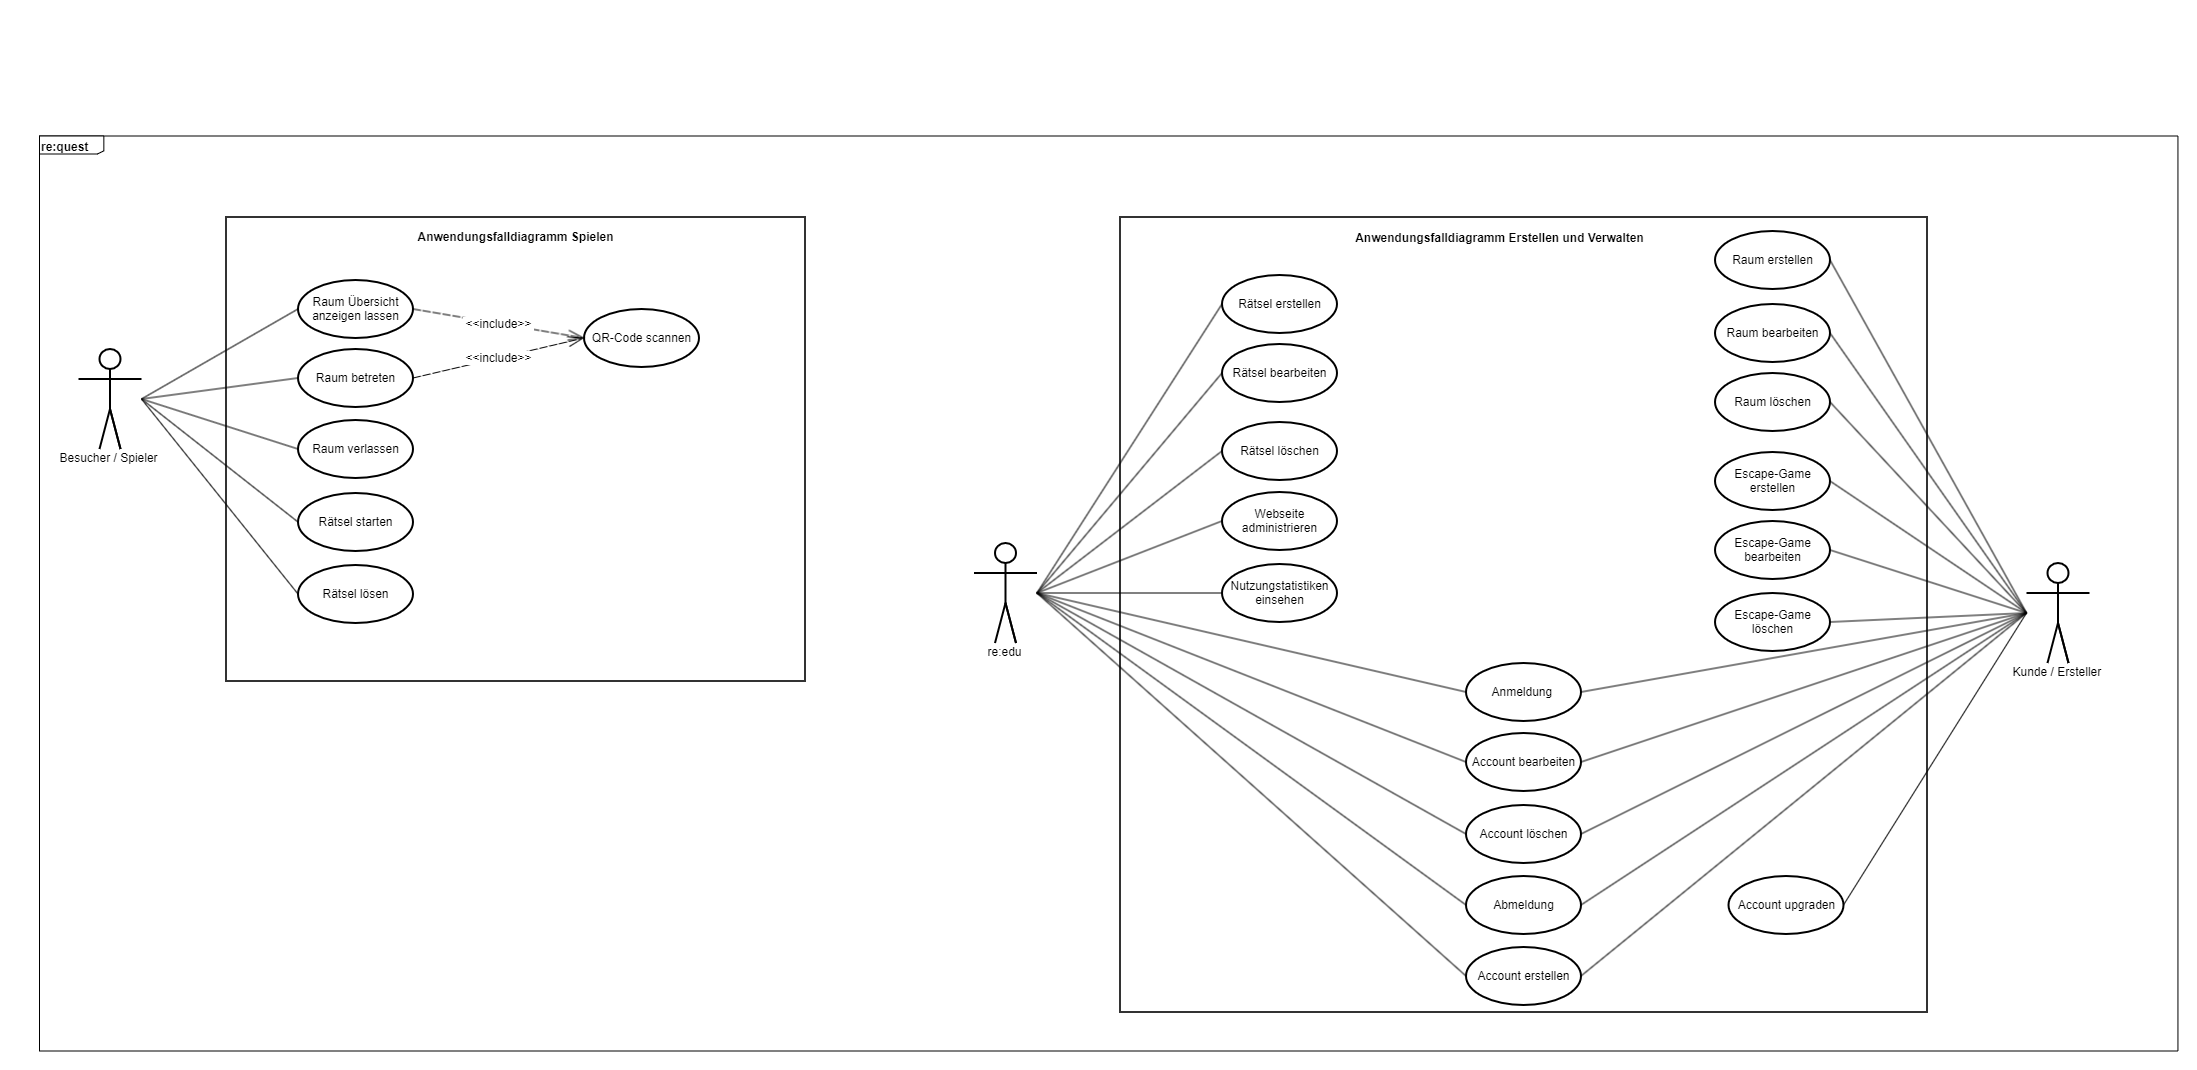 re:quest
Anwendungsfalldiagramm Spielen
Raum Übersicht
anzeigen lassen
<<include>>
QR-Code scannen
<<include>>
Raum betreten
Raum verlassen
Rätsel starten
Rätsel lösen
Besucher / Spieler
Anwendungsfalldiagramm Erstellen und Verwalten
Rätsel erstellen
Rätsel bearbeiten
Rätsel löschen
Webseite
administrieren
Nutzungstatistiken
einsehen
re:edu
Raum erstellen
Raum bearbeiten
Raum löschen
Escape-Game
erstellen
Escape-Game
bearbeiten
Escape-Game
löschen
Kunde / Ersteller
Anmeldung
Account bearbeiten
Account löschen
Abmeldung
Account upgraden
Account erstellen